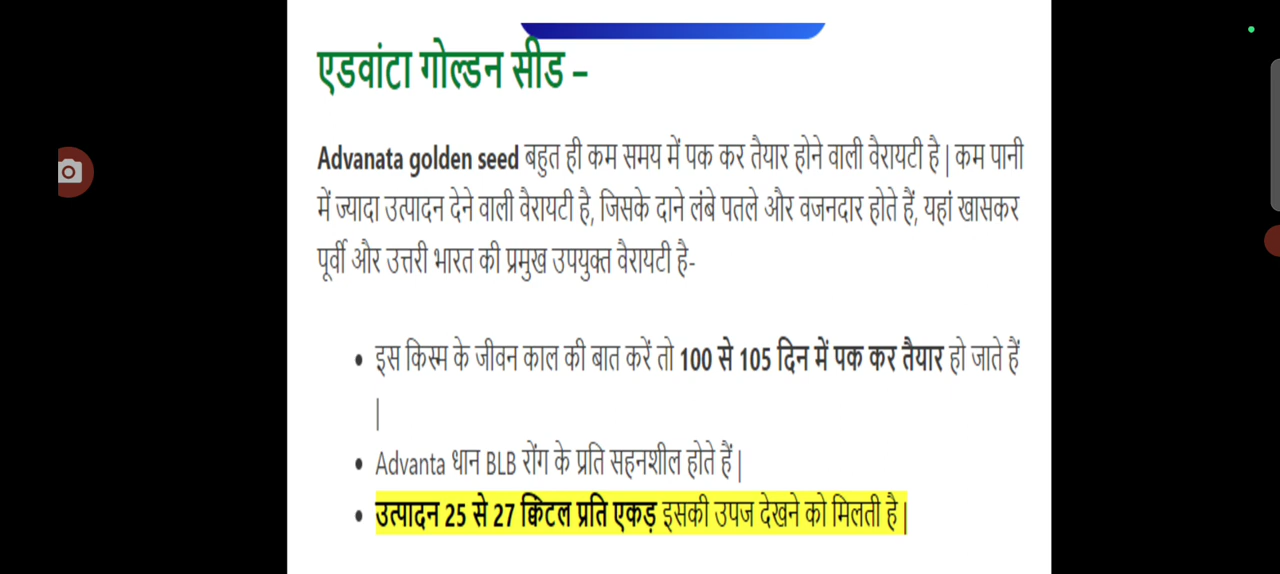 एडवांटा गोल्डन सीड –
Advanata golden seed बहुत ही कम समय में पक कर तैयार होने वाली वैरायटी है | कम पानी
में ज्यादा उत्पादन देने वाली वैरायटी है, जिसके दाने लंबे पतले और वजनदार होते हैं, यहां खासकर
पूर्वी और उत्तरी भारत की प्रमुख उपयुक्त वैरायटी है-
• इस किस्म के जीवन काल की बात करें तो 100 से 105 दिन में पक कर तैयार हो जाते हैं
|
• Advanta धान BLB रोंग के प्रति सहनशील होते हैं |
• उत्पादन 25 से 27 क्विटल प्रति एकड़ इसकी उपज देखने को मिलती है |